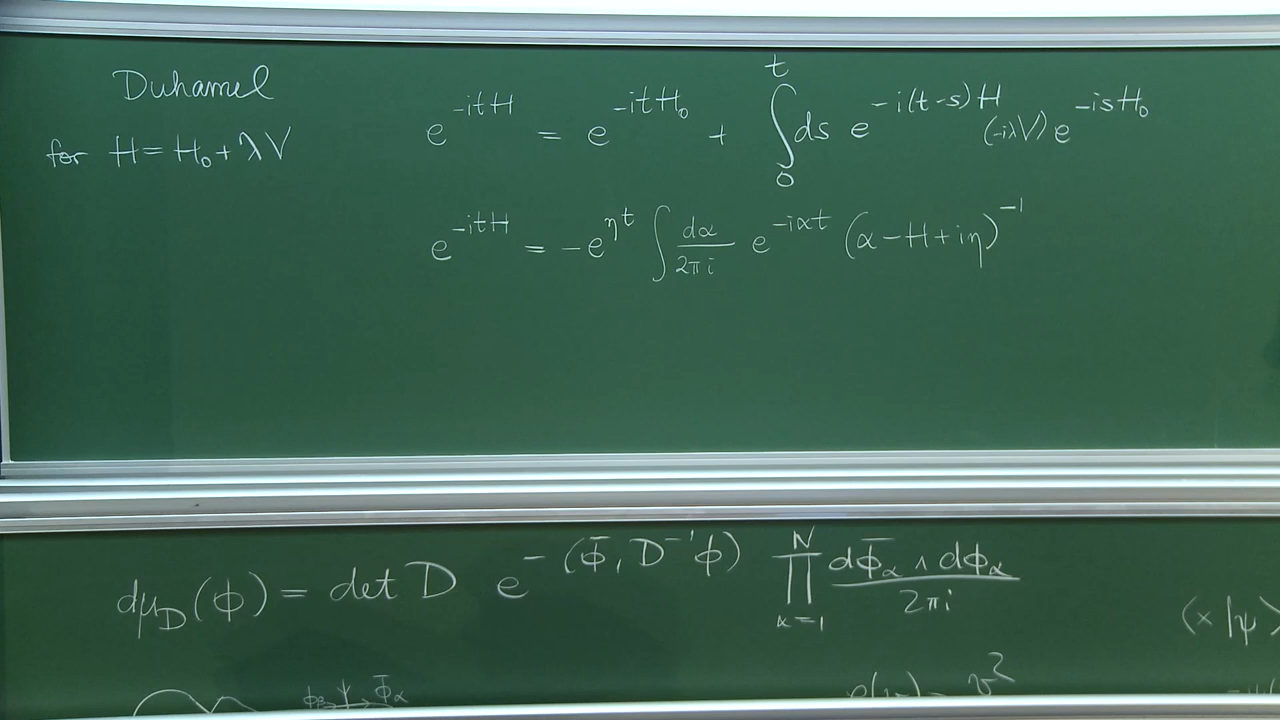 Duhamel
for H = H₀ + λV
e^{-itH} = e^{-itH₀} + ∫₀ᵗ ds e^{-i(t-s)H} (-iλV) e^{-isH₀}
e^{-itH} = -e^{ηt} ∫ dα/2πi e^{-iαt} (α-H+iη)^{-1}
dμ_D(ϕ) = det D e^{-(ϕ̄, D^{-1}ϕ)} ∏_{α=1}^{N} dϕ̄_α ∧ dϕ_α / 2πi
⟨x|ψ⟩